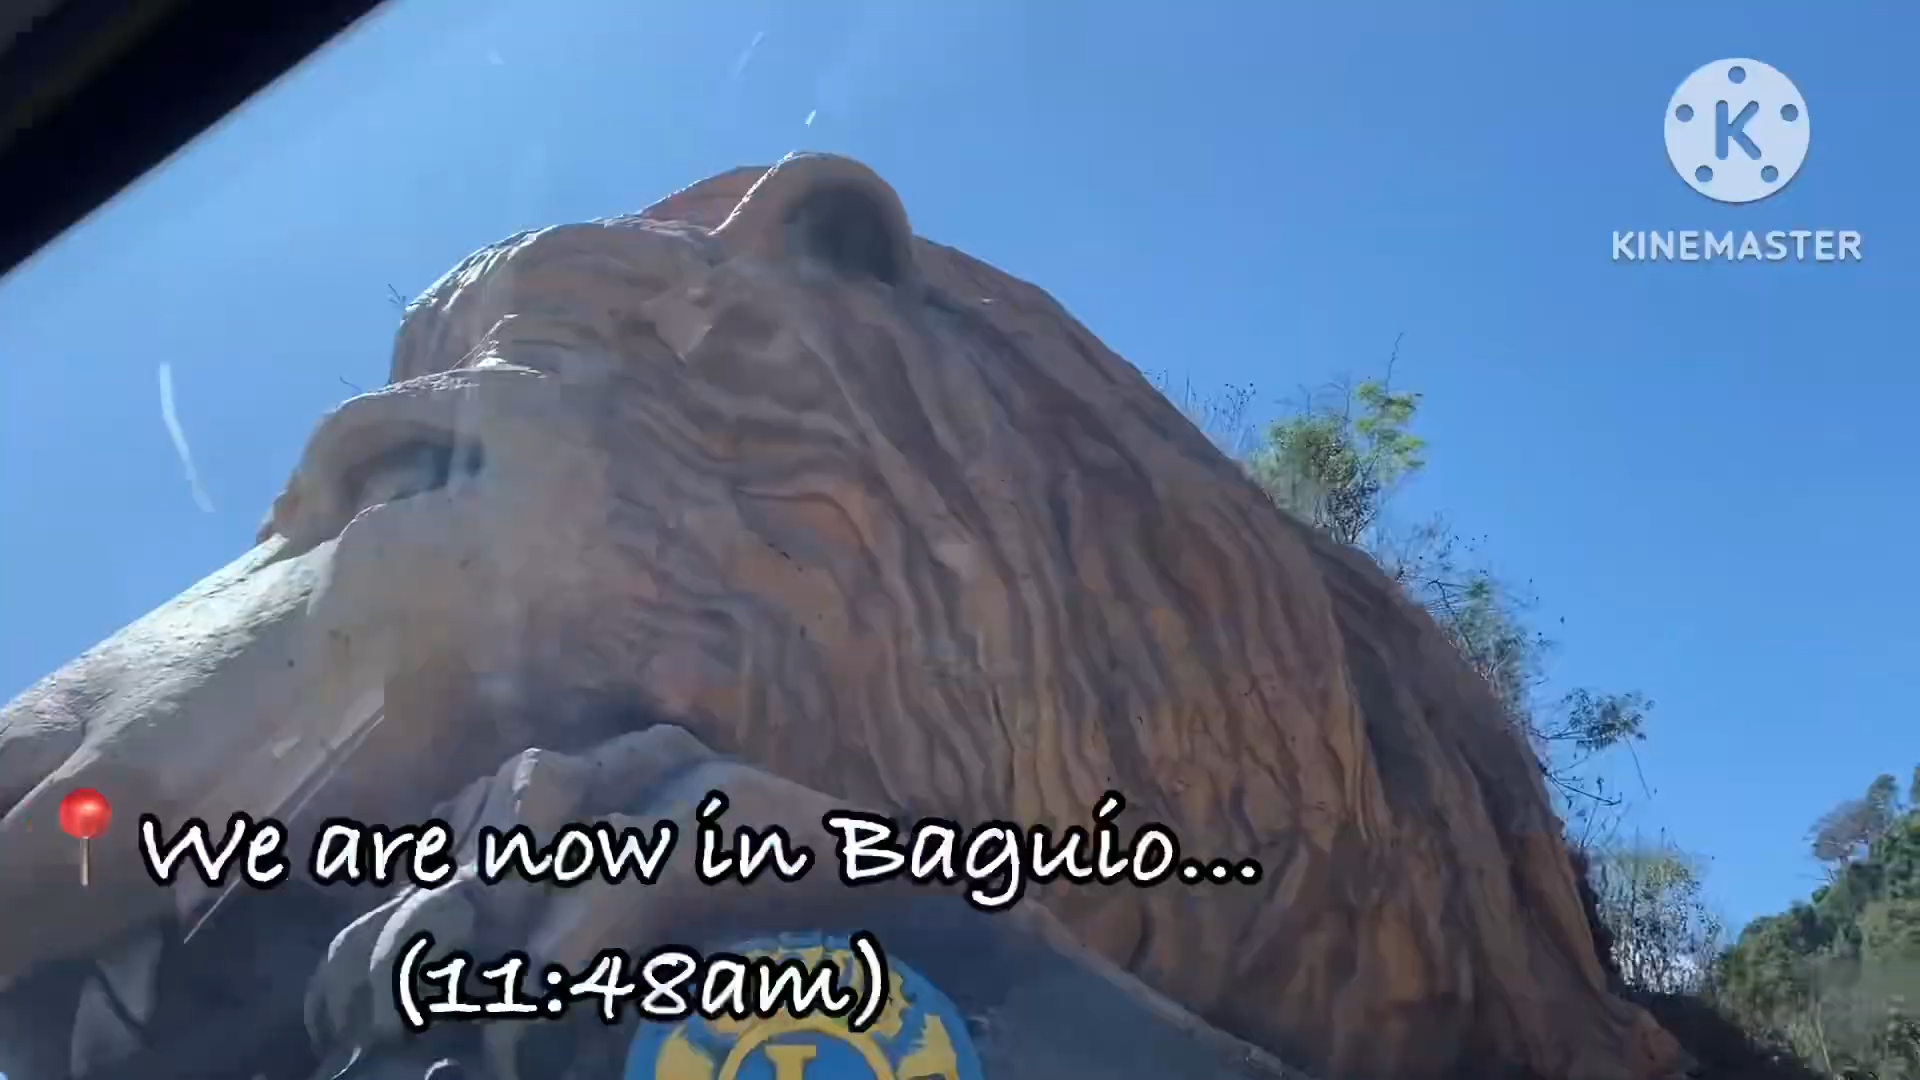 K
KINEMASTER
We are now in Baguio...
(11:48am)
L